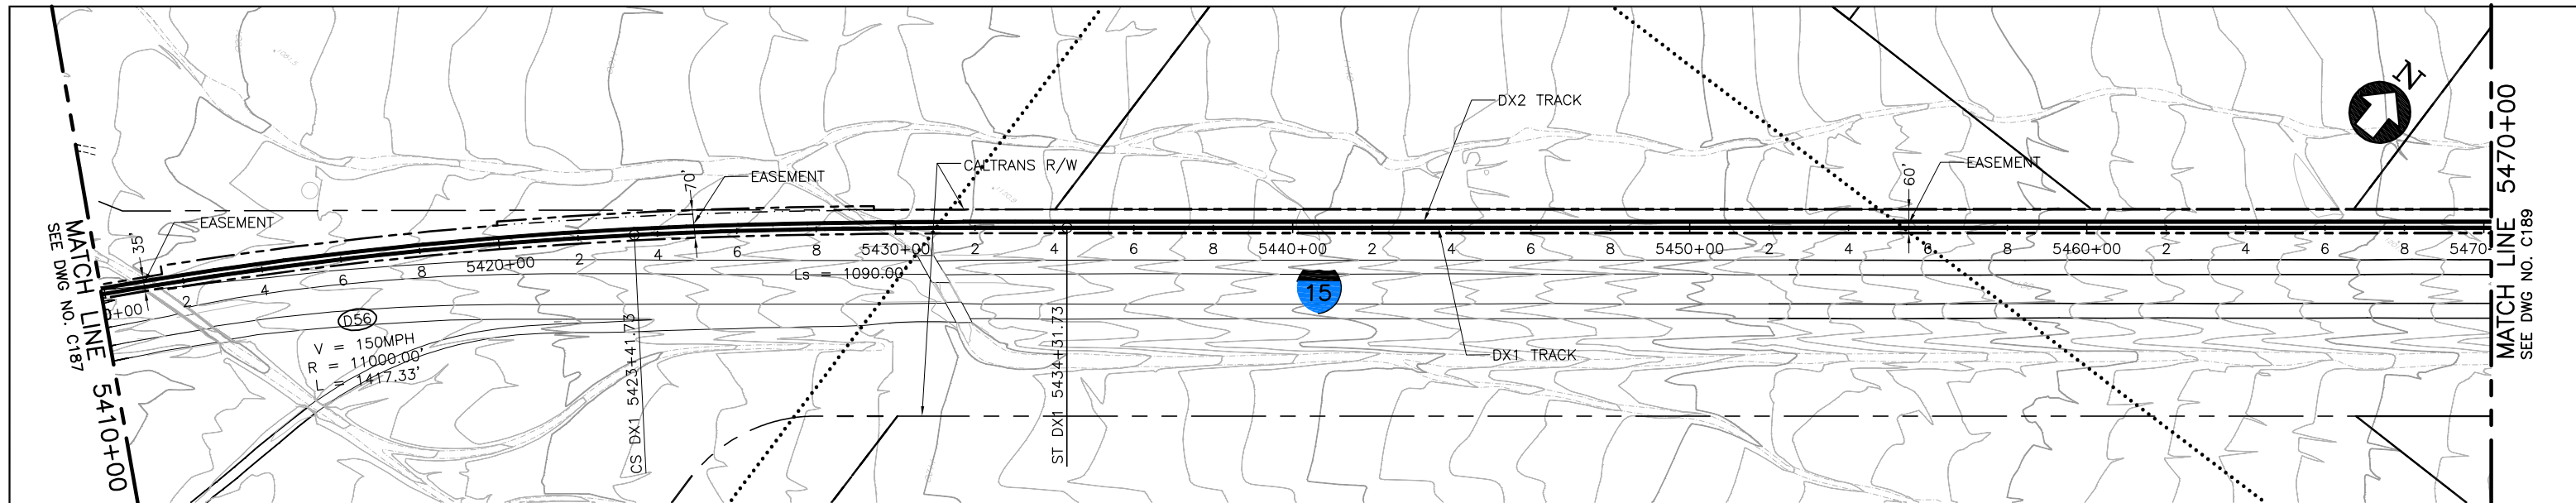 MATCH LINE 5410+00
SEE DWG NO. C187
35'
EASEMENT
0+00
2
4
6
8
5420+00
2
4
6
8
5430+00
2
4
6
8
5440+00
2
4
6
8
5450+00
2
4
6
8
5460+00
2
4
6
8
5470
D56
V = 150MPH
R = 11000.00'
L = 1417.33'
CS DX1 5423+41.73
70'
EASEMENT
Ls = 1090.00'
CALTRANS R/W
ST DX1 5434+31.73
15
DX2 TRACK
DX1 TRACK
60'
EASEMENT
N
MATCH LINE 5470+00
SEE DWG NO. C189